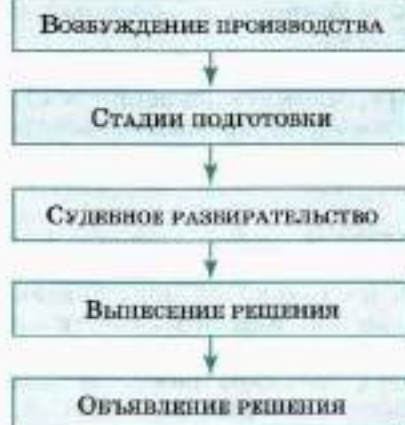 Возбуждение производства
Стадии подготовки
Судебное разбирательство
Вынесение решения
Объявление решения